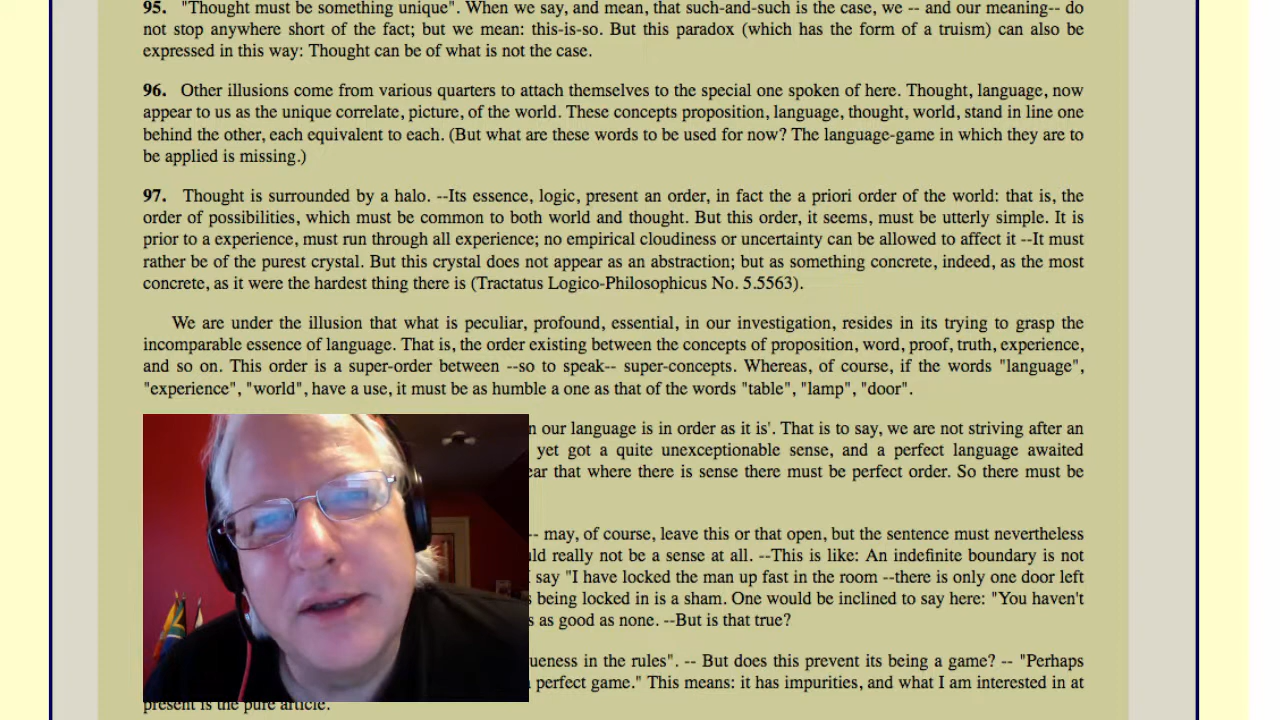 95. "Thought must be something unique". When we say, and mean, that such-and-such is the case, we -- and our meaning-- do
not stop anywhere short of the fact; but we mean: this-is-so. But this paradox (which has the form of a truism) can also be
expressed in this way: Thought can be of what is not the case.
96. Other illusions come from various quarters to attach themselves to the special one spoken of here. Thought, language, now
appear to us as the unique correlate, picture, of the world. These concepts proposition, language, thought, world, stand in line one
behind the other, each equivalent to each. (But what are these words to be used for now? The language-game in which they are to
be applied is missing.)
97. Thought is surrounded by a halo. --Its essence, logic, present an order, in fact the a priori order of the world: that is, the
order of possibilities, which must be common to both world and thought. But this order, it seems, must be utterly simple. It is
prior to a experience, must run through all experience; no empirical cloudiness or uncertainty can be allowed to affect it --It must
rather be of the purest crystal. But this crystal does not appear as an abstraction; but as something concrete, indeed, as the most
concrete, as it were the hardest thing there is (Tractatus Logico-Philosophicus No. 5.5563).
We are under the illusion that what is peculiar, profound, essential, in our investigation, resides in its trying to grasp the
incomparable essence of language. That is, the order existing between the concepts of proposition, word, proof, truth, experience,
and so on. This order is a super-order between --so to speak-- super-concepts. Whereas, of course, if the words "language",
"experience", "world", have a use, it must be as humble a one as that of the words "table", "lamp", "door".
our language is in order as it is'. That is to say, we are not striving after an
yet got a quite unexceptionable sense, and a perfect language awaited
that where there is sense there must be perfect order. So there must be
-- may, of course, leave this or that open, but the sentence must nevertheless
really not be a sense at all. --This is like: An indefinite boundary is not
say "I have locked the man up fast in the room --there is only one door left
being locked in is a sham. One would be inclined to say here: "You haven't
as good as none. --But is that true?
in the rules". -- But does this prevent its being a game? -- "Perhaps
perfect game." This means: it has impurities, and what I am interested in at
present is the pure article.